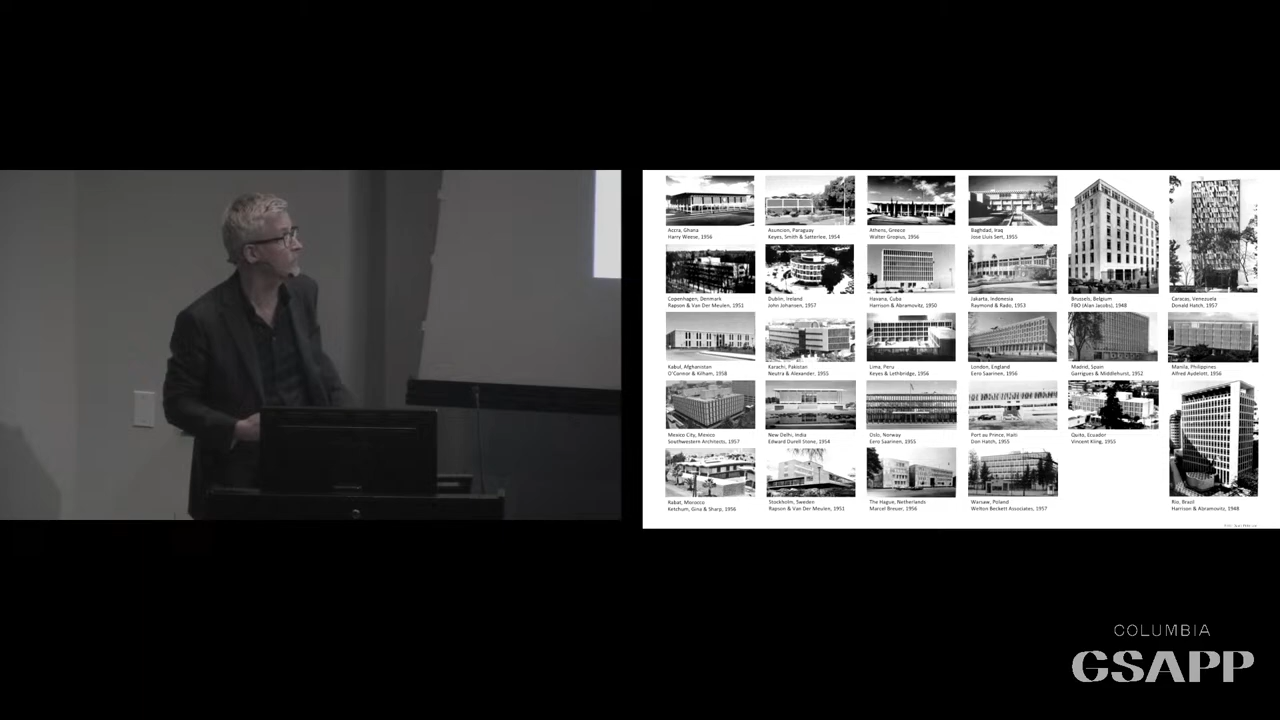 Accra, Ghana
Harry Weese, 1956
Asuncion, Paraguay
Keyes, Smith & Satterlee, 1954
Athens, Greece
Walter Gropius, 1956
Baghdad, Iraq
Jose Lluis Sert, 1955
Copenhagen, Denmark
Rapson & Van Der Meulen, 1951
Dublin, Ireland
John Johansen, 1957
Havana, Cuba
Harrison & Abramovitz, 1950
Jakarta, Indonesia
Raymond & Rado, 1953
Brussels, Belgium
FBO (Alan Jacobs), 1948
Caracas, Venezuela
Donald Hatch, 1957
Kabul, Afghanistan
O'Connor & Kilham, 1958
Karachi, Pakistan
Neutra & Alexander, 1955
Lima, Peru
Keyes & Lethbridge, 1956
London, England
Eero Saarinen, 1956
Madrid, Spain
Garrigues & Middlehurst, 1952
Manila, Philippines
Alfred Aydelott, 1956
Mexico City, Mexico
Southwestern Architects, 1957
New Delhi, India
Edward Durell Stone, 1954
Oslo, Norway
Eero Saarinen, 1955
Port au Prince, Haiti
Don Hatch, 1955
Quito, Ecuador
Vincent Kling, 1955
Rabat, Morocco
Ketchum, Gina & Sharp, 1956
Stockholm, Sweden
Rapson & Van Der Meulen, 1951
The Hague, Netherlands
Marcel Breuer, 1956
Warsaw, Poland
Welton Beckett Associates, 1957
Rio, Brazil
Harrison & Abramovitz, 1948
COLUMBIA
GSAPP